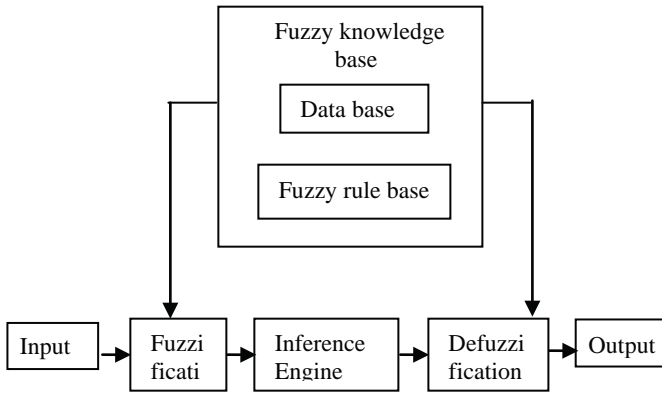 Fuzzy knowledge
base
Data base
Fuzzy rule base
Input
Fuzzi
ficati
Inference
Engine
Defuzzi
fication
Output